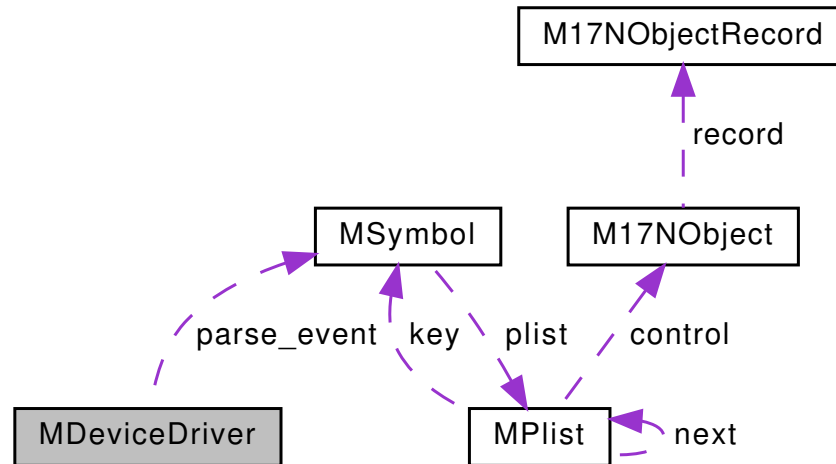 M17NObjectRecord
record
MSymbol
M17NObject
parse_event
key
plist
control
MDeviceDriver
MPlist
next